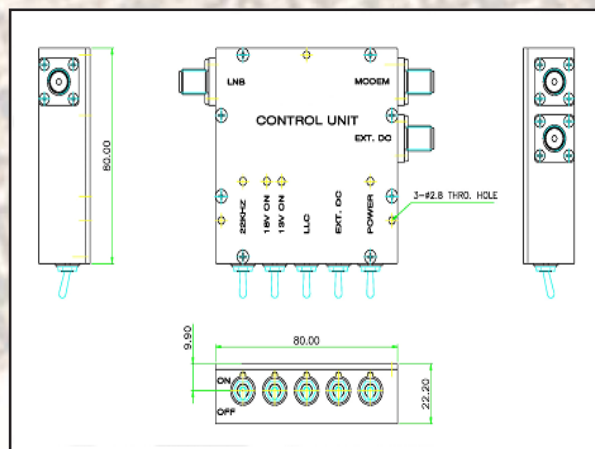 LNB
MODEM
CONTROL UNIT
EXT. DC
80.00
22KHZ
18V ON
13V ON
LLC
EXT. DC
POWER
3-ø2.8 THRO. HOLE
9.90
80.00
ON
OFF
22.20